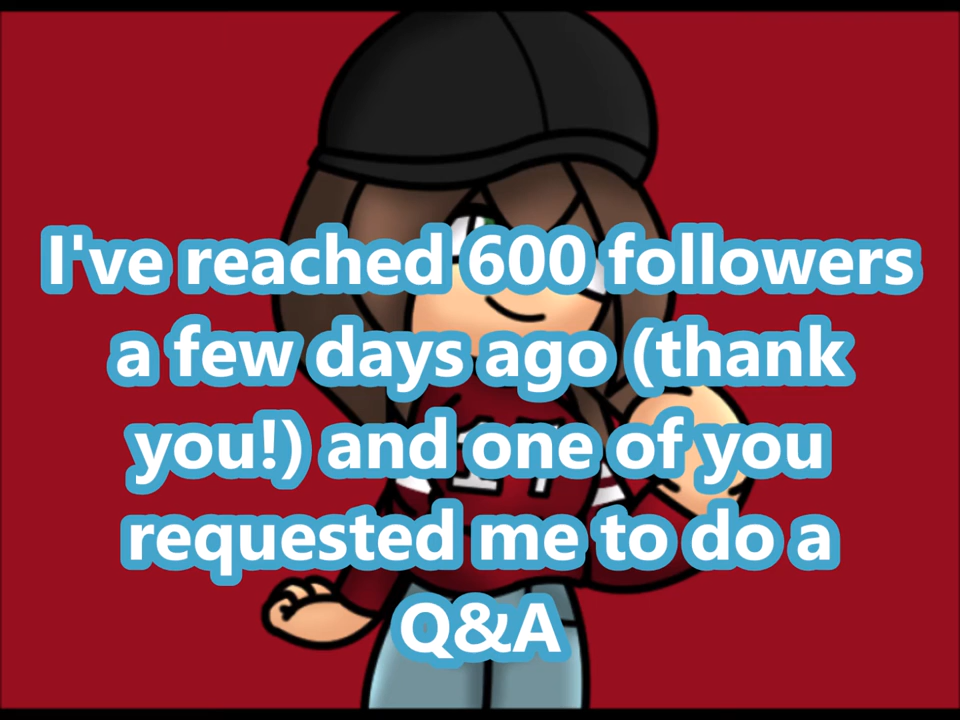 I've reached 600 followers
a few days ago (thank
you!) and one of you
requested me to do a
Q&A